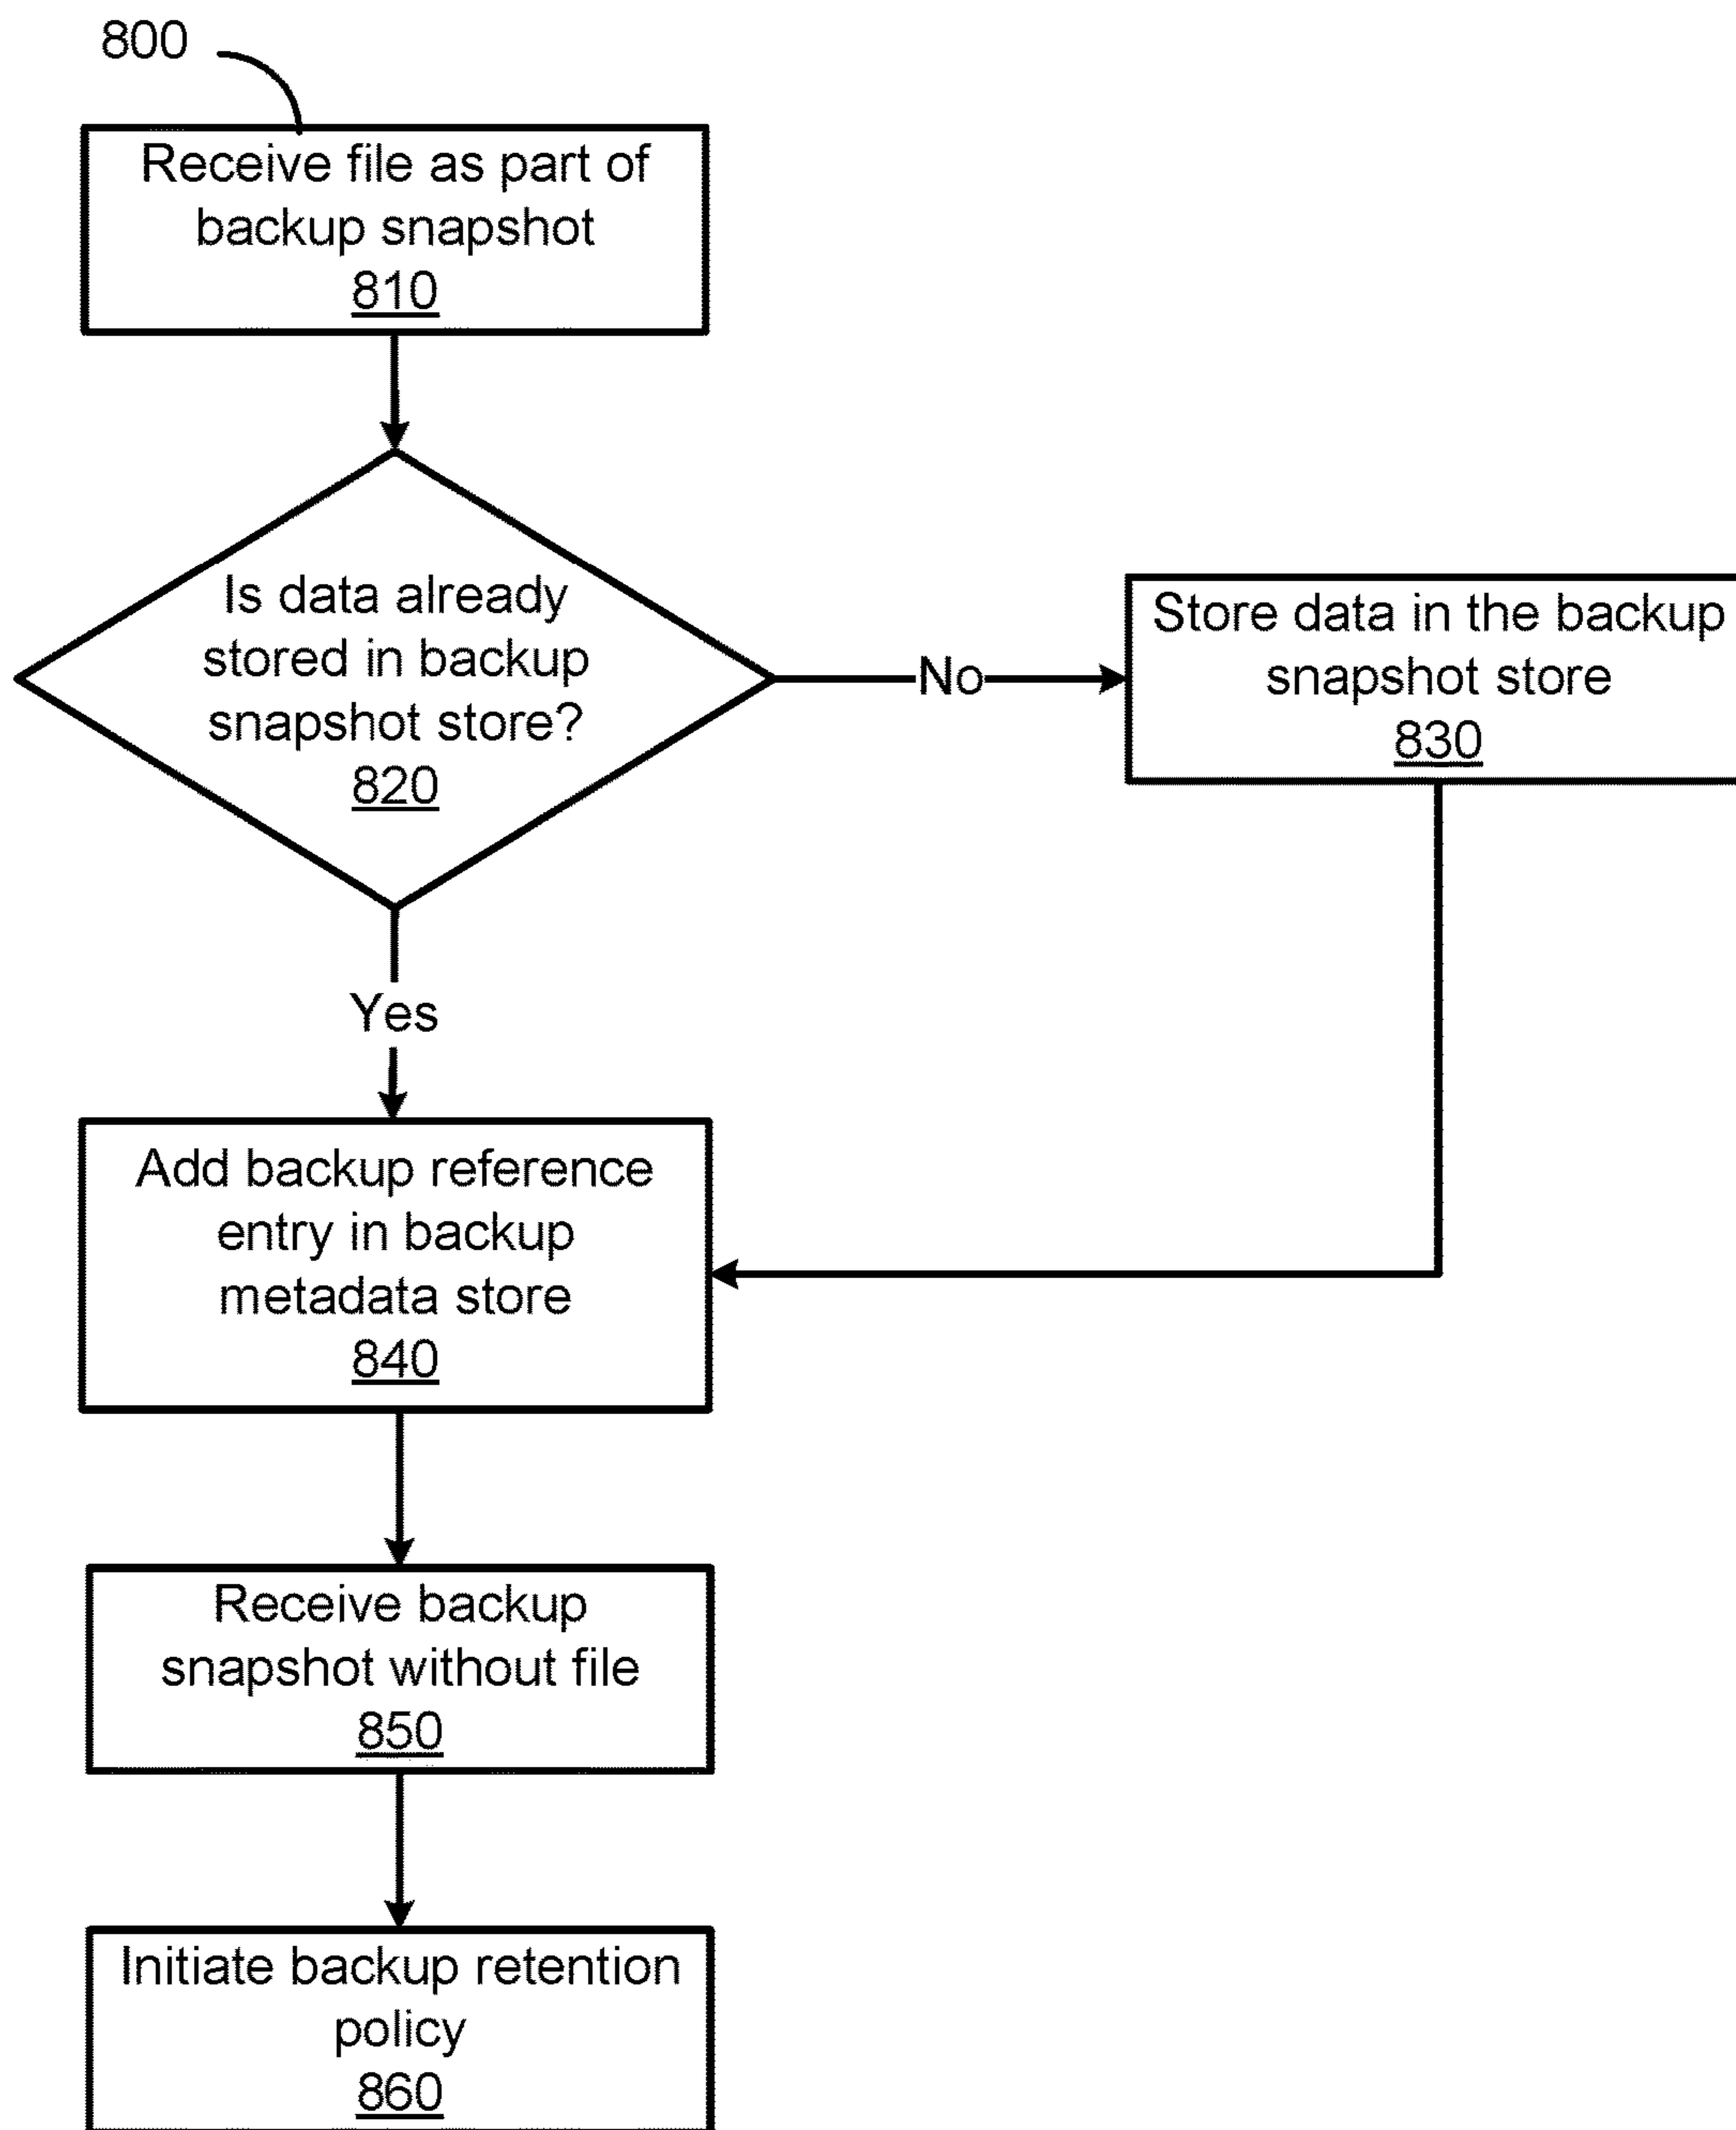 800
Receive file as part of
backup snapshot
810
Is data already
stored in backup
snapshot store?
820
No
Store data in the backup
snapshot store
830
Yes
Add backup reference
entry in backup
metadata store
840
Receive backup
snapshot without file
850
Initiate backup retention
policy
860